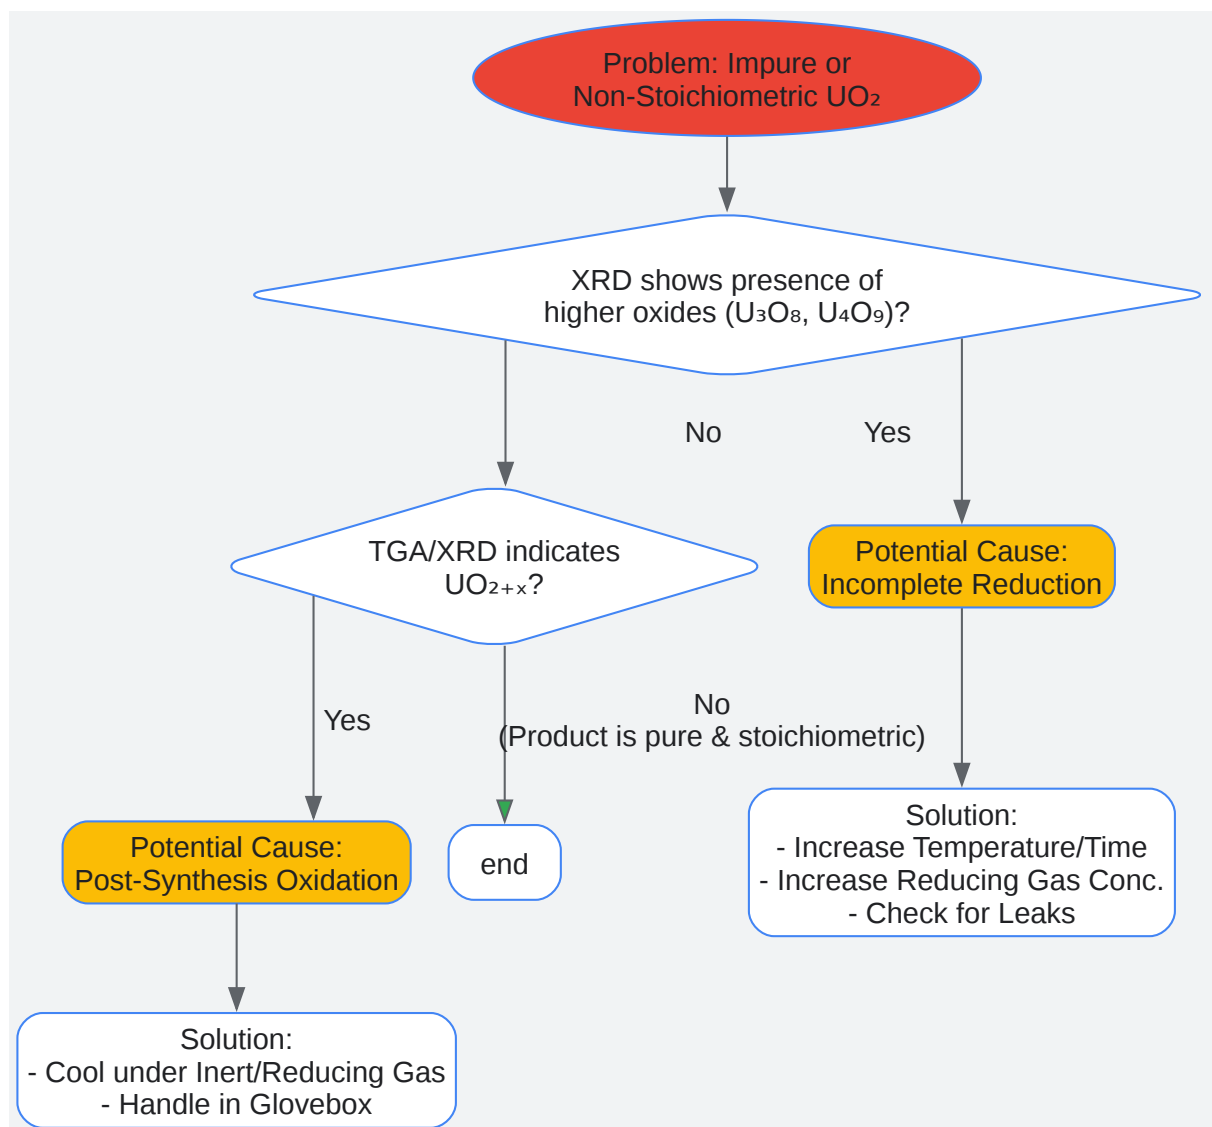 Problem: Impure or
Non-Stoichiometric UO₂
XRD shows presence of
higher oxides (U₃O₈, U₄O₉)?
No
Yes
TGA/XRD indicates
UO₂₊ₓ?
Potential Cause:
Incomplete Reduction
Yes
No
(Product is pure & stoichiometric)
Potential Cause:
Post-Synthesis Oxidation
end
Solution:
- Increase Temperature/Time
- Increase Reducing Gas Conc.
- Check for Leaks
Solution:
- Cool under Inert/Reducing Gas
- Handle in Glovebox